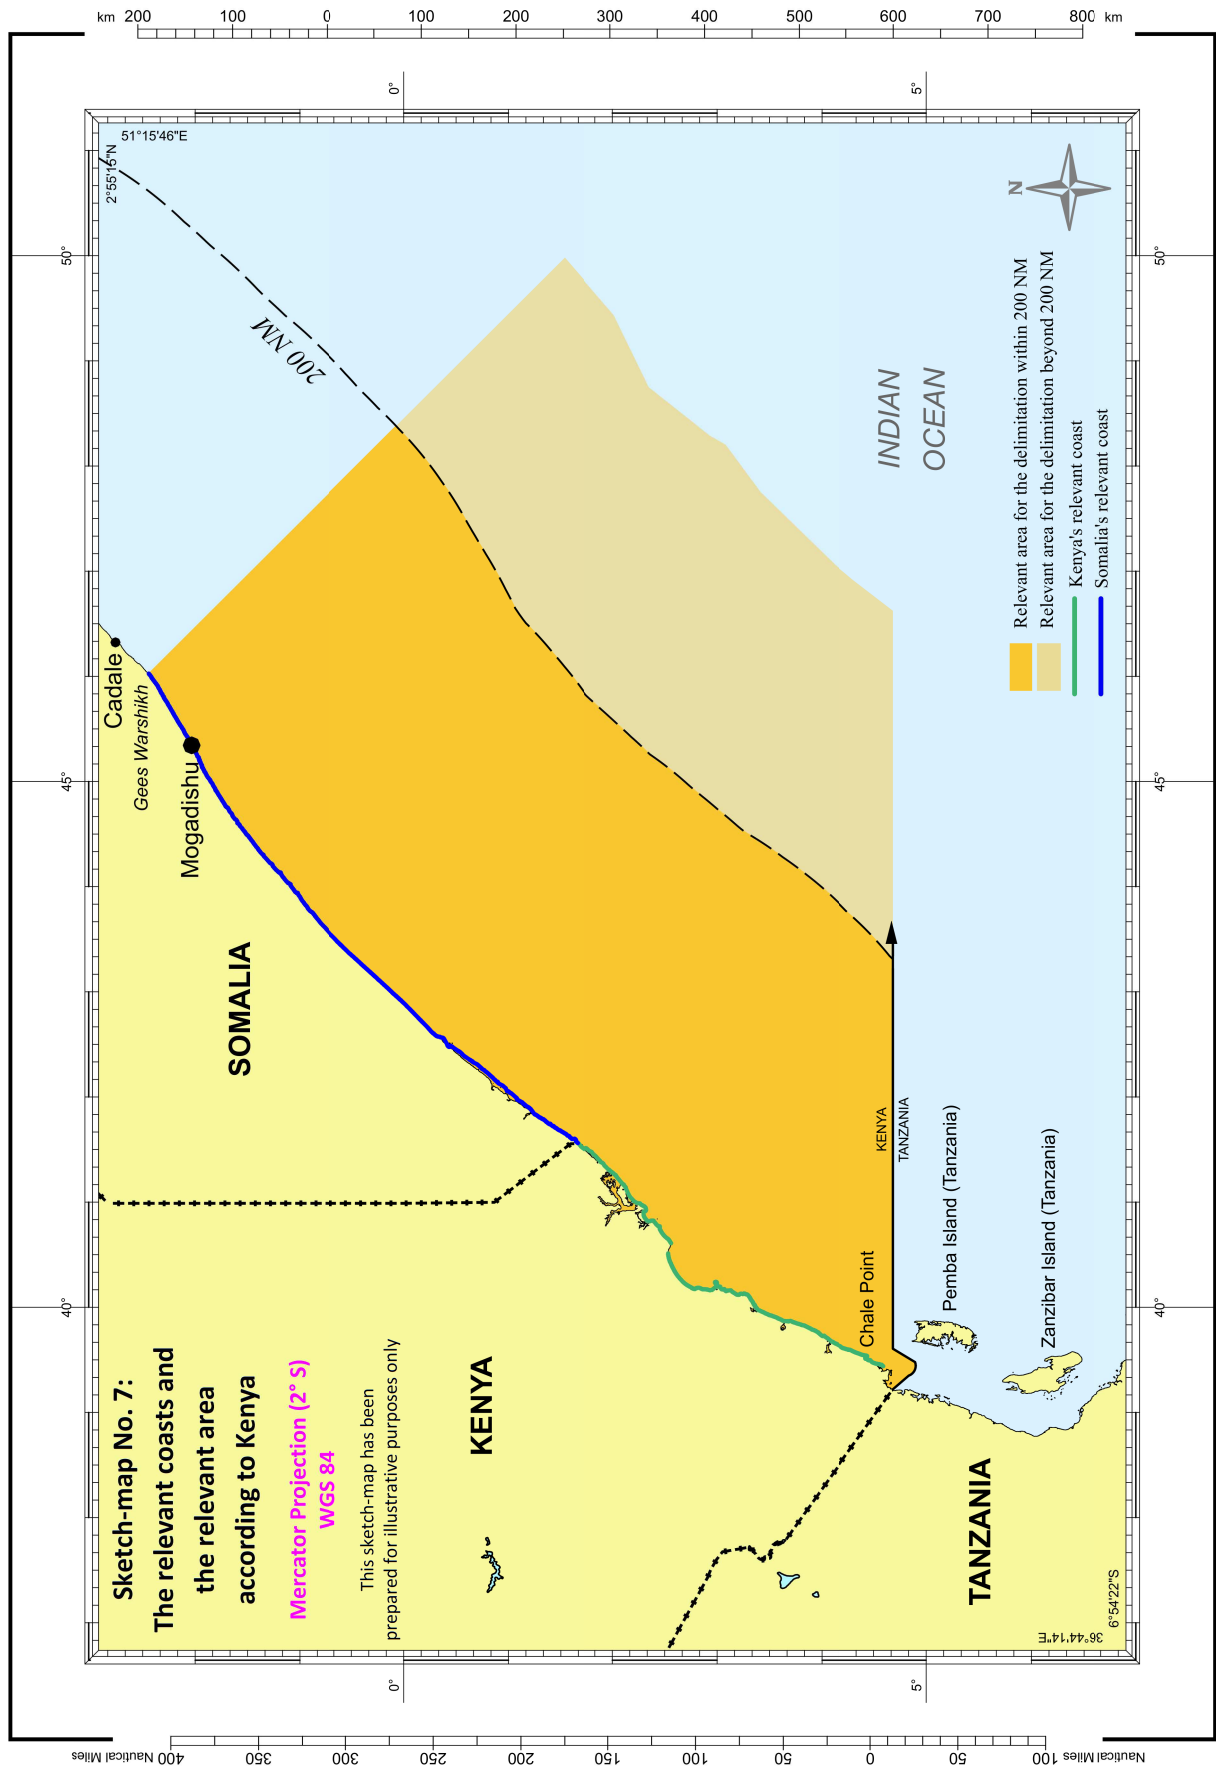 Sketch-map No. 7:
The relevant coasts and
the relevant area
according to Kenya
Mercator Projection (2° S)
WGS 84
This sketch-map has been
prepared for illustrative purposes only
2°55'15"N
51°15'46"E
40°
45°
50°
0°
5°
0°
5°
40°
45°
50°
Cadale
Gees Warshikh
Mogadishu
SOMALIA
KENYA
TANZANIA
200 NM
INDIAN
OCEAN
N
Chale Point
KENYA
TANZANIA
Pemba Island (Tanzania)
Zanzibar Island (Tanzania)
Relevant area for the delimitation within 200 NM
Relevant area for the delimitation beyond 200 NM
Kenya's relevant coast
Somalia's relevant coast
36°44'14"E
6°54'22"S
km 200 100 0 100 200 300 400 500 600 700 800 km
Nautical Miles 400 350 300 250 200 150 100 50 0 50 100 Nautical Miles